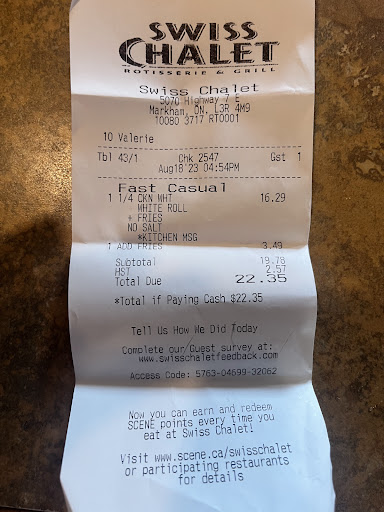 SWISS
CHALET
ROTISSERIE & GRILL
Swiss Chalet
5070 Highway 7 E
Markham, ON. L3R 4M9
10080 3717 RT0001
10 Valerie
Tbl 43/1 Chk 2547 Gst 1
Aug18'23 04:54PM
Fast Casual
1 1/4 CKN WHT 16.29
WHITE ROLL
+ FRIES
NO SALT
*KITCHEN MSG
1 ADD FRIES 3.49
Subtotal 19.78
HST 2.57
Total Due 22.35
*Total if Paying Cash $22.35
Tell Us How We Did Today
Complete our Guest survey at:
www.swisschaletfeedback.com
Access Code: 5763-04699-32062
Now you can earn and redeem
SCENE points every time you
eat at Swiss Chalet!
Visit www.scene.ca/swisschalet
or participating restaurants
for details